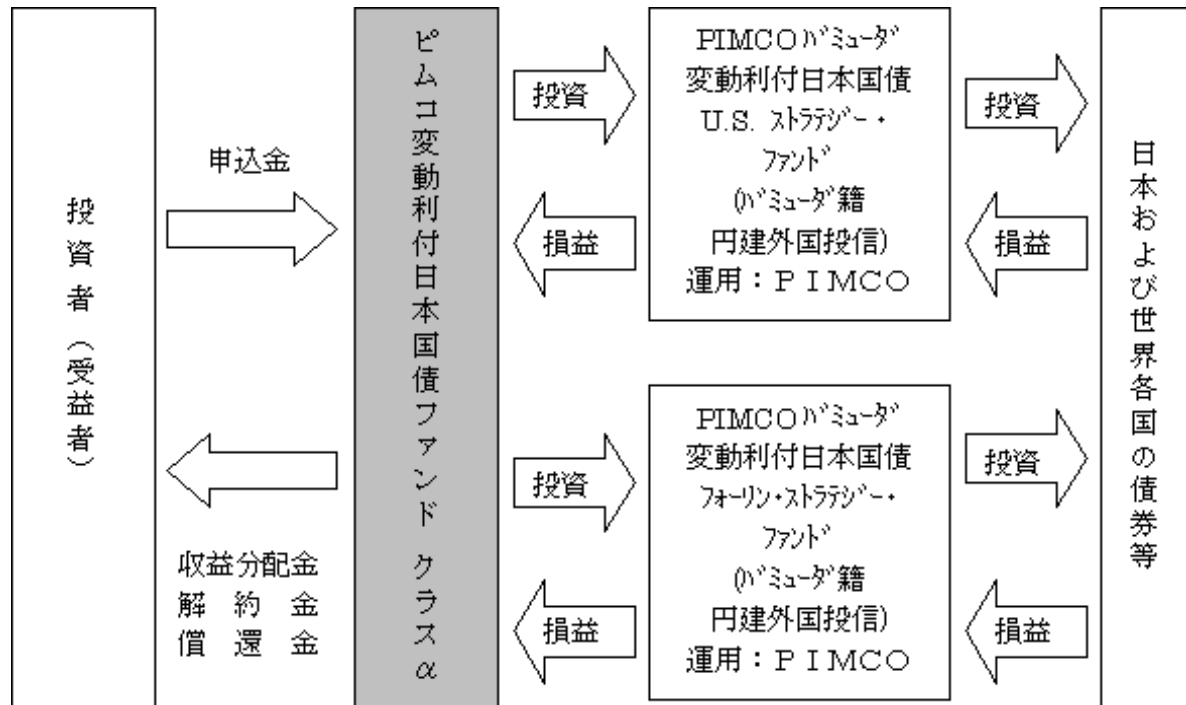 投資者（受益者）
申込金
収益分配金
解約金
償還金
ピムコ変動利付日本国債ファンド クラスα
投資
損益
投資
損益
PIMCOﾊﾞﾐｭｰﾀﾞ
変動利付日本国債
U.S. ｽﾄﾗﾃｼﾞｰ・
ﾌｧﾝﾄﾞ
(ﾊﾞﾐｭｰﾀﾞ籍
円建外国投信)
運用：ＰＩＭＣＯ
PIMCOﾊﾞﾐｭｰﾀﾞ
変動利付日本国債
ﾌｫｰﾘﾝ・ｽﾄﾗﾃｼﾞｰ・
ﾌｧﾝﾄﾞ
(ﾊﾞﾐｭｰﾀﾞ籍
円建外国投信)
運用：ＰＩＭＣＯ
投資
損益
投資
損益
日本および世界各国の債券等